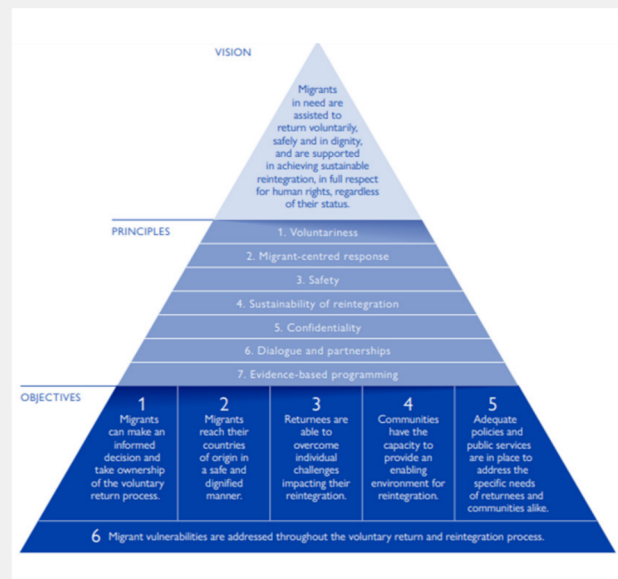 VISION
Migrants
in need are
assisted to
return voluntarily,
safely and in dignity,
and are supported
in achieving sustainable
reintegration, in full respect
for human rights, regardless
of their status.
PRINCIPLES
1. Voluntariness
2. Migrant-centred response
3. Safety
4. Sustainability of reintegration
5. Confidentiality
6. Dialogue and partnerships
7. Evidence-based programming
OBJECTIVES
1
Migrants
can make an
informed
decision and
take ownership
of the voluntary
return process.
2
Migrants
reach their
countries
of origin in
a safe and
dignified
manner.
3
Returnees are
able to
overcome
individual
challenges
impacting their
reintegration.
4
Communities
have the
capacity to
provide an
enabling
environment for
reintegration.
5
Adequate
policies and
public services
are in place to
address the
specific needs
of returnees and
communities alike.
6 Migrant vulnerabilities are addressed throughout the voluntary return and reintegration process.